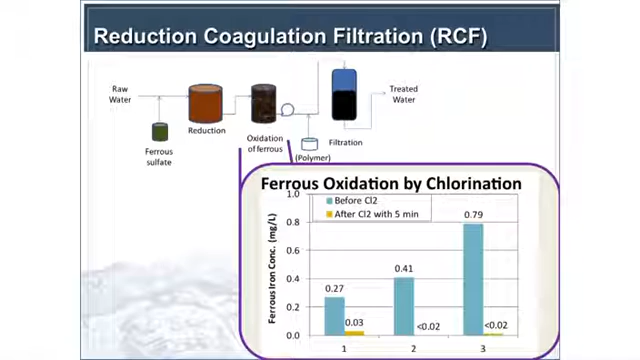 Reduction Coagulation Filtration (RCF)
Raw
Water
Treated
Water
Reduction
Oxidation
of ferrous
Filtration
Ferrous
sulfate
(Polymer)
Ferrous Oxidation by Chlorination
Ferrous Iron Conc. (mg/L)
1.0
0.8
0.6
0.4
0.2
0.0
Before Cl2
After Cl2 with 5 min
0.27
0.03
0.41
<0.02
0.79
<0.02
1
2
3